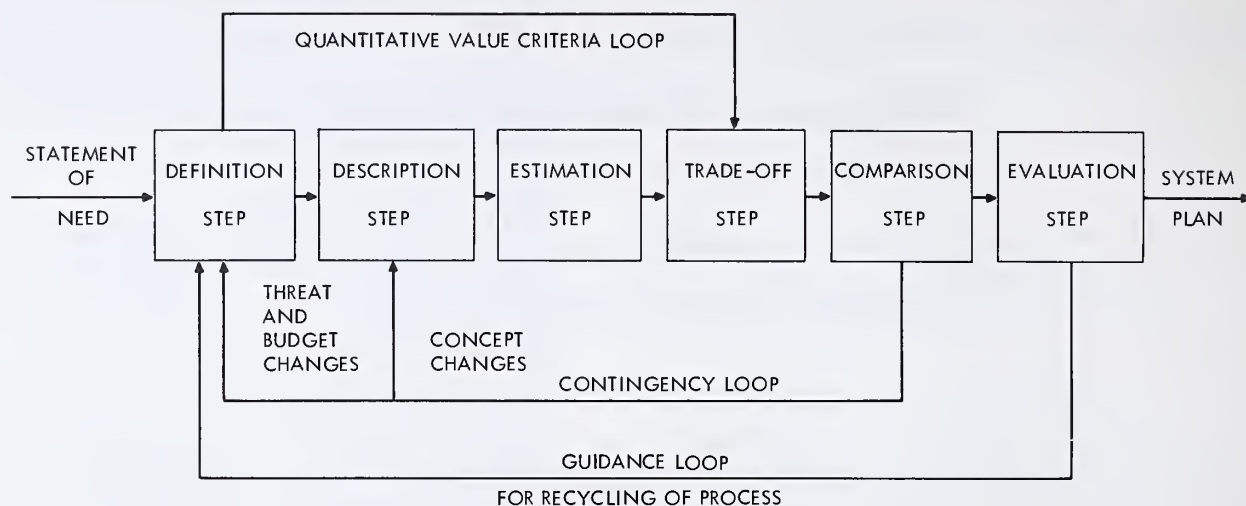 QUANTITATIVE VALUE CRITERIA LOOP
STATEMENT
OF
NEED
DEFINITION
STEP
DESCRIPTION
STEP
ESTIMATION
STEP
TRADE-OFF
STEP
COMPARISON
STEP
EVALUATION
STEP
SYSTEM
PLAN
THREAT
AND
BUDGET
CHANGES
CONCEPT
CHANGES
CONTINGENCY LOOP
GUIDANCE LOOP
FOR RECYCLING OF PROCESS